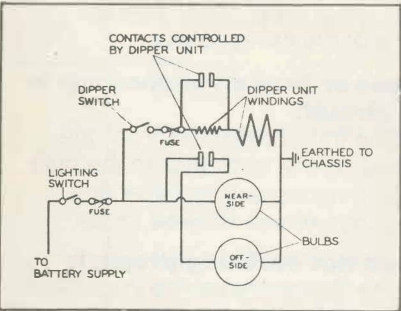 CONTACTS CONTROLLED
BY DIPPER UNIT
DIPPER
SWITCH
DIPPER UNIT
WINDINGS
FUSE
EARTHED TO
CHASSIS
LIGHTING
SWITCH
FUSE
NEAR-
SIDE
BULBS
OFF-
SIDE
TO
BATTERY SUPPLY